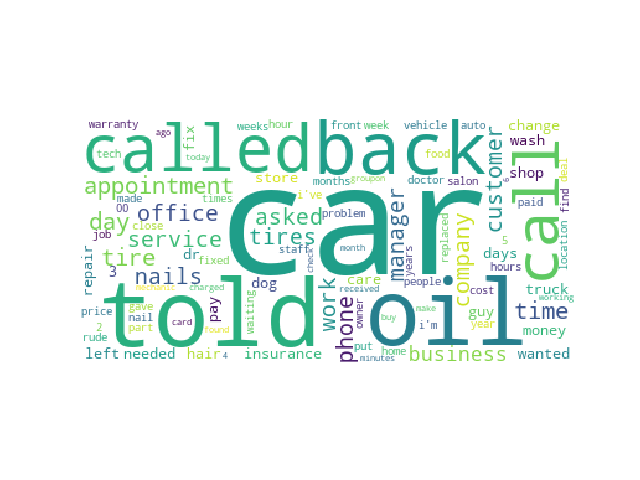 warranty
ago
tech
fix
today
weeks
hour
called
back
front
week
vehicle
auto
customer
change
wash
shop
call
deal
find
location
appointment
store
i've
months
groupon
food
doctor
salon
6
paid
made
times
00
office
car
asked
problem
manager
years
replaced
company
day
close
job
service
tires
staff
check
month
5
days
hours
repair
tire
dr
fixed
3
nails
dog
care
received
people
cost
truck
working
mechanic
charged
told
waiting
work
phone
owner
buy
make
oil
year
guy
time
money
price
gave
nail
part
card
found
pay
2
rude
i'm
put
home
minutes
left
needed
hair
4
insurance
business
wanted